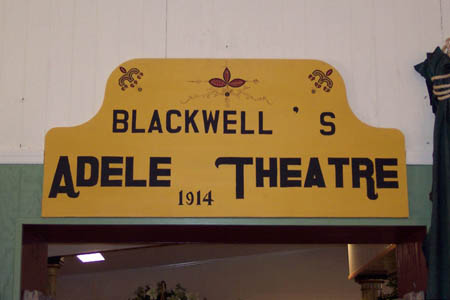 BLACKWELL 'S
ADELE THEATRE
1914